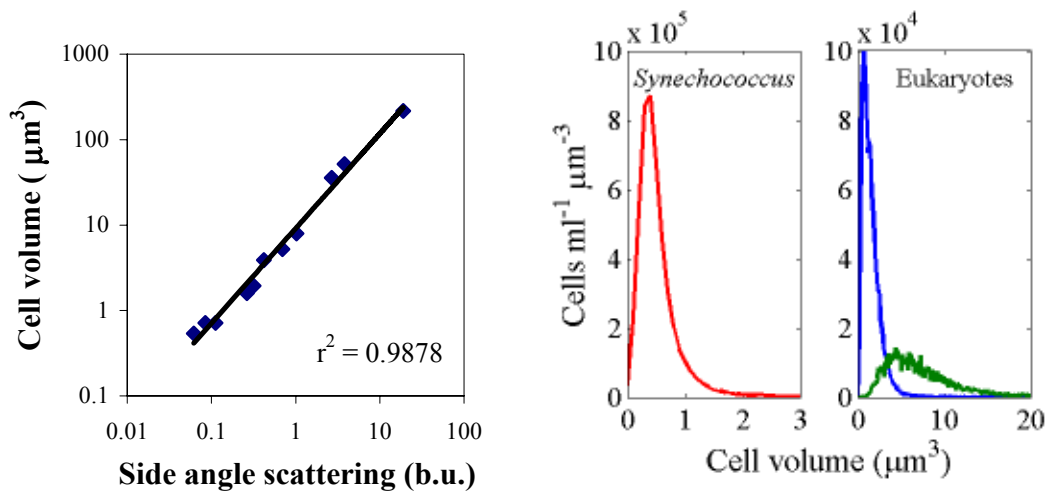 1000
100
10
1
0.1
Cell volume ( µm³)
r² = 0.9878
0.01 0.1 1 10 100
Side angle scattering (b.u.)
x 10⁵
10
8
6
4
2
0
Cells ml⁻¹ µm⁻³
Synechococcus
0 1 2 3
x 10⁴
10
8
6
4
2
0
Eukaryotes
0 10 20
Cell volume (µm³)